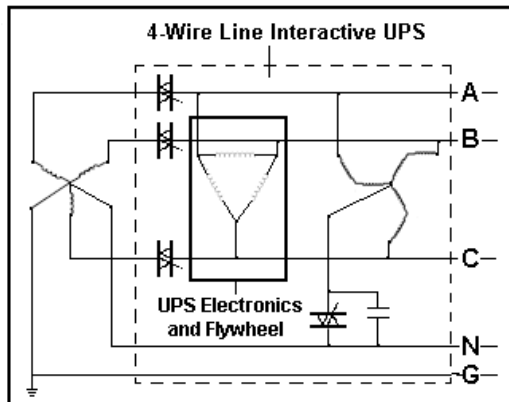 4-Wire Line Interactive UPS
A
B
C
UPS Electronics
and Flywheel
N
G